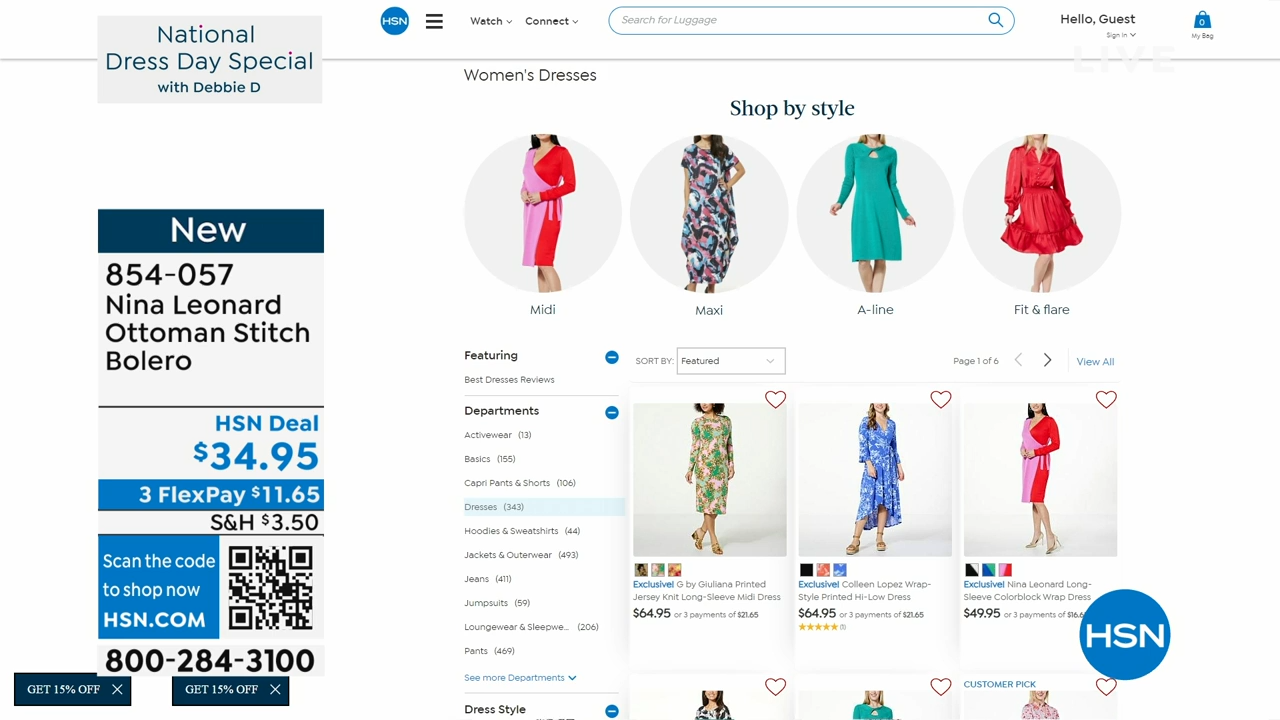 National
Dress Day Special
with Debbie D
New
854-057
Nina Leonard
Ottoman Stitch
Bolero
HSN Deal
$34.95
3 FlexPay $11.65
S&H $3.50
Scan the code
to shop now
HSN.COM
800-284-3100
GET 15% OFF
GET 15% OFF
HSN
Watch
Connect
Search for Luggage
Hello, Guest
Sign In
0
My Bag
LIVE
Women's Dresses
Shop by style
Midi
Maxi
A-line
Fit & flare
Featuring
Best Dresses Reviews
Departments
Activewear (13)
Basics (155)
Capri Pants & Shorts (106)
Dresses (343)
Hoodies & Sweatshirts (44)
Jackets & Outerwear (493)
Jeans (411)
Jumpsuits (59)
Loungewear & Sleepwe... (206)
Pants (469)
See more Departments
Dress Style
SORT BY: Featured
Page 1 of 6
View All
Exclusive! G by Giuliana Printed
Jersey Knit Long-Sleeve Midi Dress
$64.95 or 3 payments of $21.65
Exclusive! Colleen Lopez Wrap-
Style Printed Hi-Low Dress
$64.95 or 3 payments of $21.65
(1)
Exclusive! Nina Leonard Long-
Sleeve Colorblock Wrap Dress
$49.95 or 3 payments of
CUSTOMER PICK
HSN